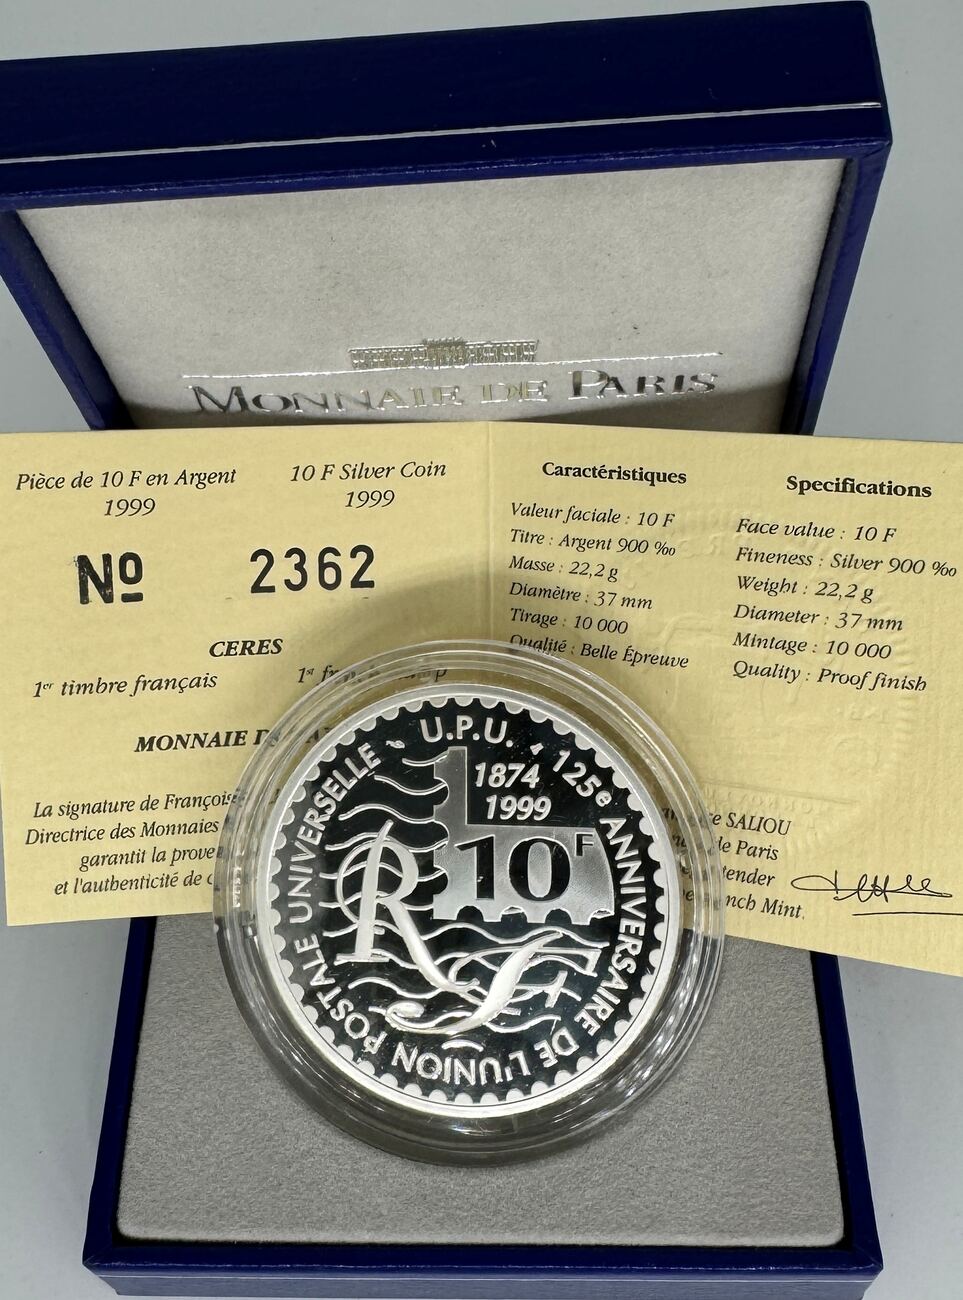 MONNAIE DE PARIS
Pièce de 10 F en Argent
1999
10 F Silver Coin
1999
Nº 2362
CERES
1er timbre français
1st
MONNAIE
La signature de François
Directrice des Monnaies
garantit la prove
et l'authenticité de
Caractéristiques
Valeur faciale : 10 F
Titre : Argent 900 ‰
Masse : 22,2 g
Diamètre : 37 mm
Tirage : 10 000
Qualité : Belle Épreuve
Specifications
Face value : 10 F
Fineness : Silver 900 ‰
Weight : 22,2 g
Diameter : 37 mm
Mintage : 10 000
Quality : Proof finish
SALIOU
de Paris
tender
nch Mint,
U.P.U. 125e ANNIVERSAIRE DE L'UNION POSTALE UNIVERSELLE
1874
1999
10F
RF